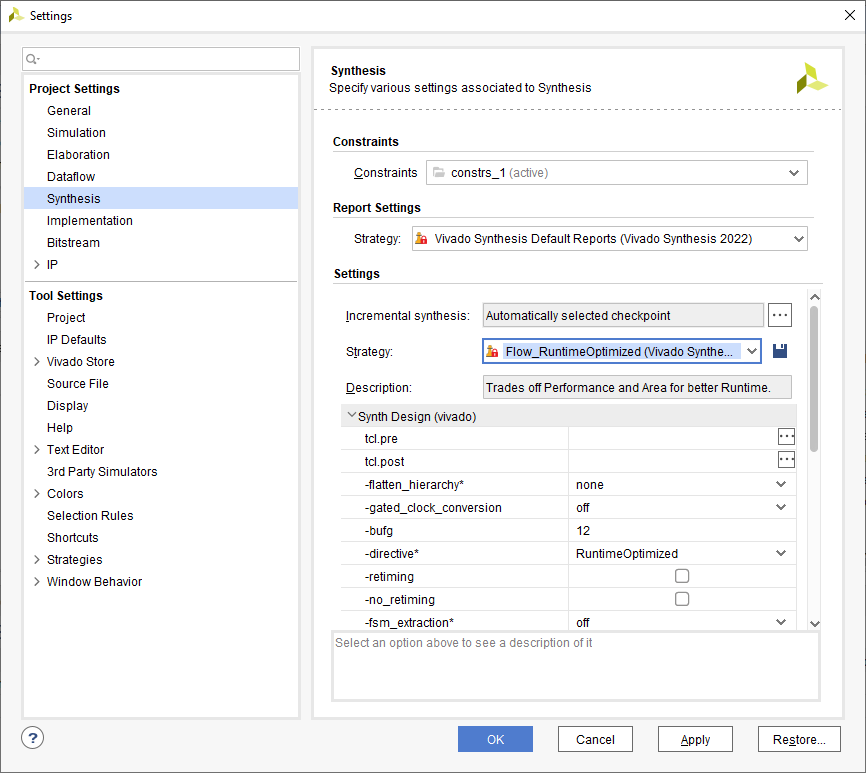 Settings
Project Settings
General
Simulation
Elaboration
Dataflow
Synthesis
Implementation
Bitstream
IP
Tool Settings
Project
IP Defaults
Vivado Store
Source File
Display
Help
Text Editor
3rd Party Simulators
Colors
Selection Rules
Shortcuts
Strategies
Window Behavior
Synthesis
Specify various settings associated to Synthesis
Constraints
Constraints constrs_1 (active)
Report Settings
Strategy: Vivado Synthesis Default Reports (Vivado Synthesis 2022)
Settings
Incremental synthesis: Automatically selected checkpoint ...
Strategy: Flow_RuntimeOptimized (Vivado Synthe...
Description: Trades off Performance and Area for better Runtime.
Synth Design (vivado)
tcl.pre ...
tcl.post ...
-flatten_hierarchy* none
-gated_clock_conversion off
-bufg 12
-directive* RuntimeOptimized
-retiming
-no_retiming
-fsm_extraction* off
Select an option above to see a description of it
? OK Cancel Apply Restore...